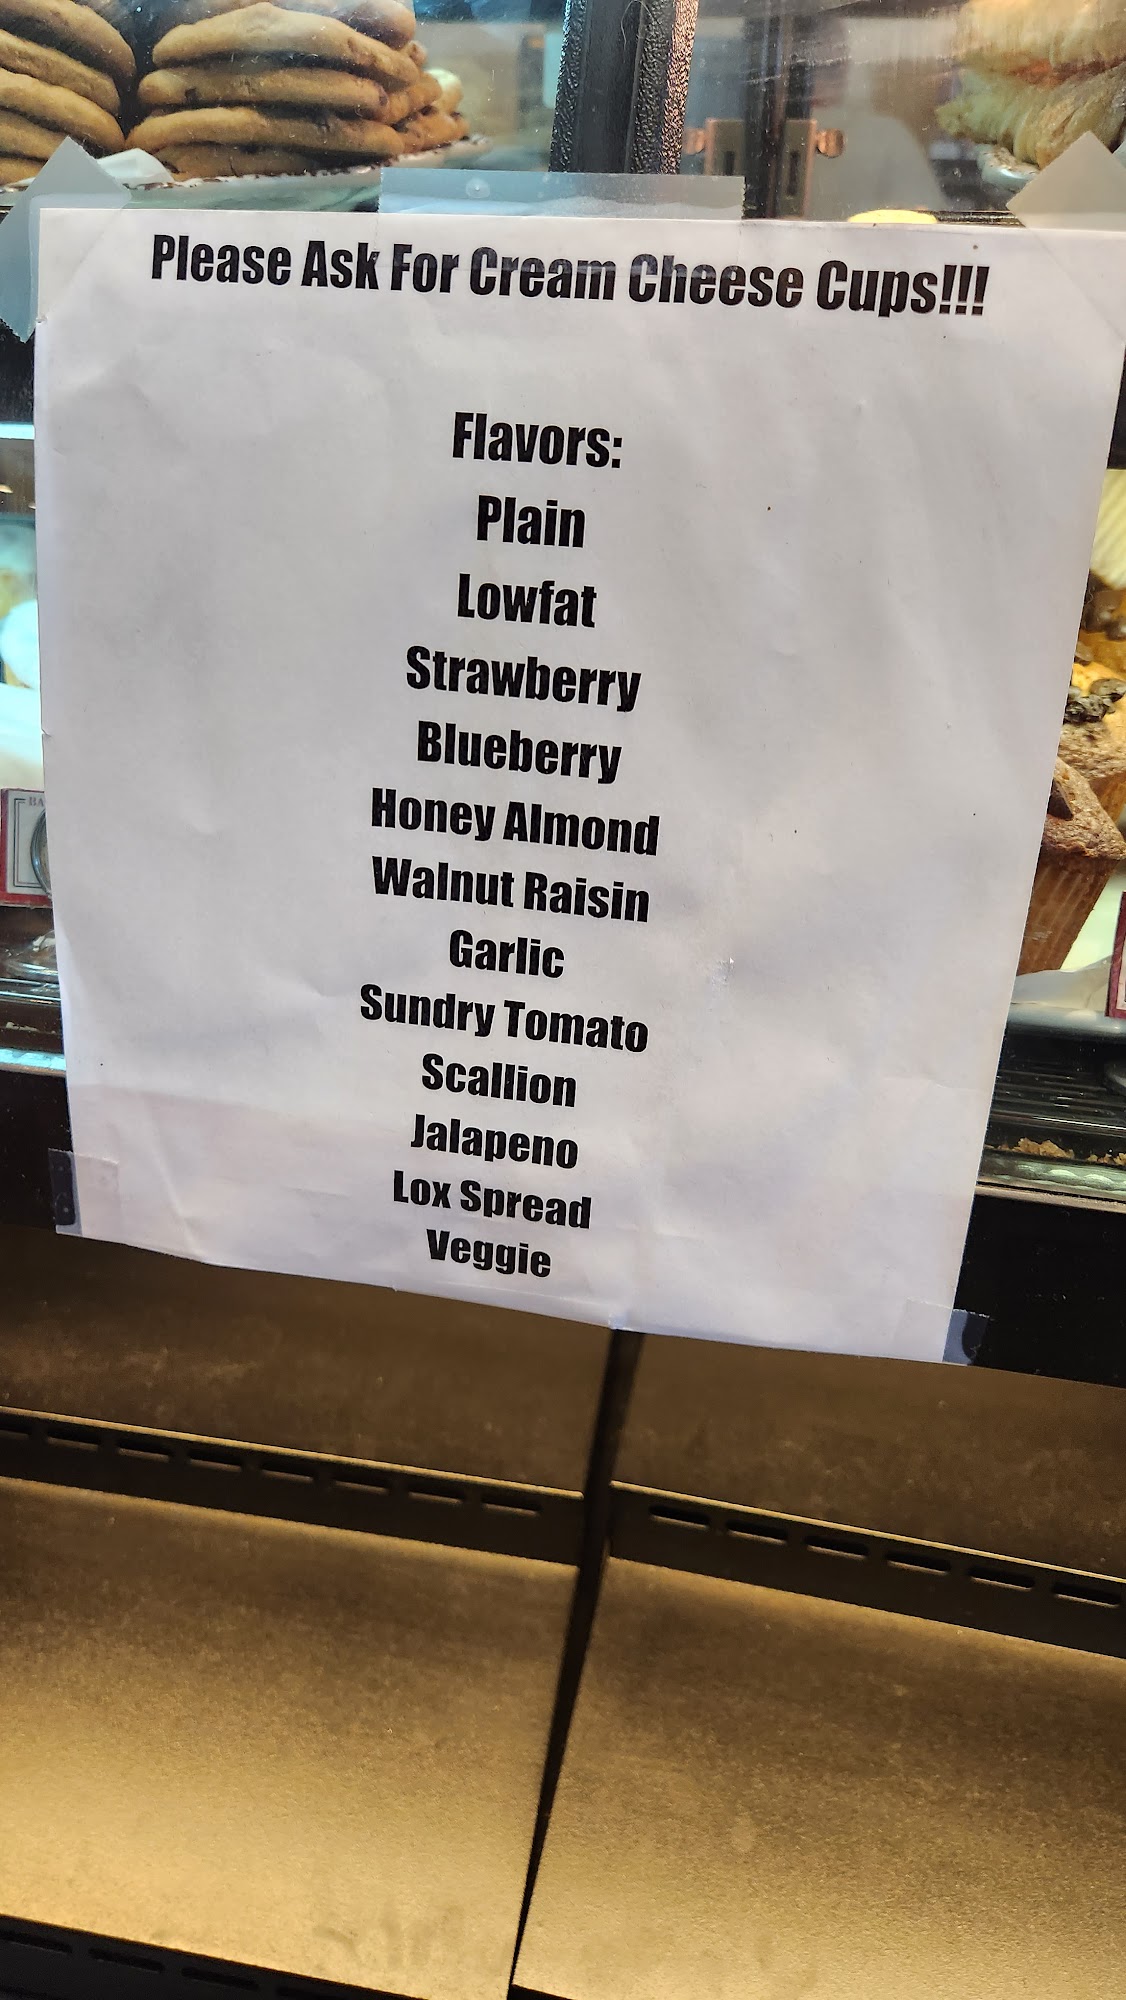 Please Ask For Cream Cheese Cups!!!
Flavors:
Plain
Lowfat
Strawberry
Blueberry
Honey Almond
Walnut Raisin
Garlic
Sundry Tomato
Scallion
Jalapeno
Lox Spread
Veggie